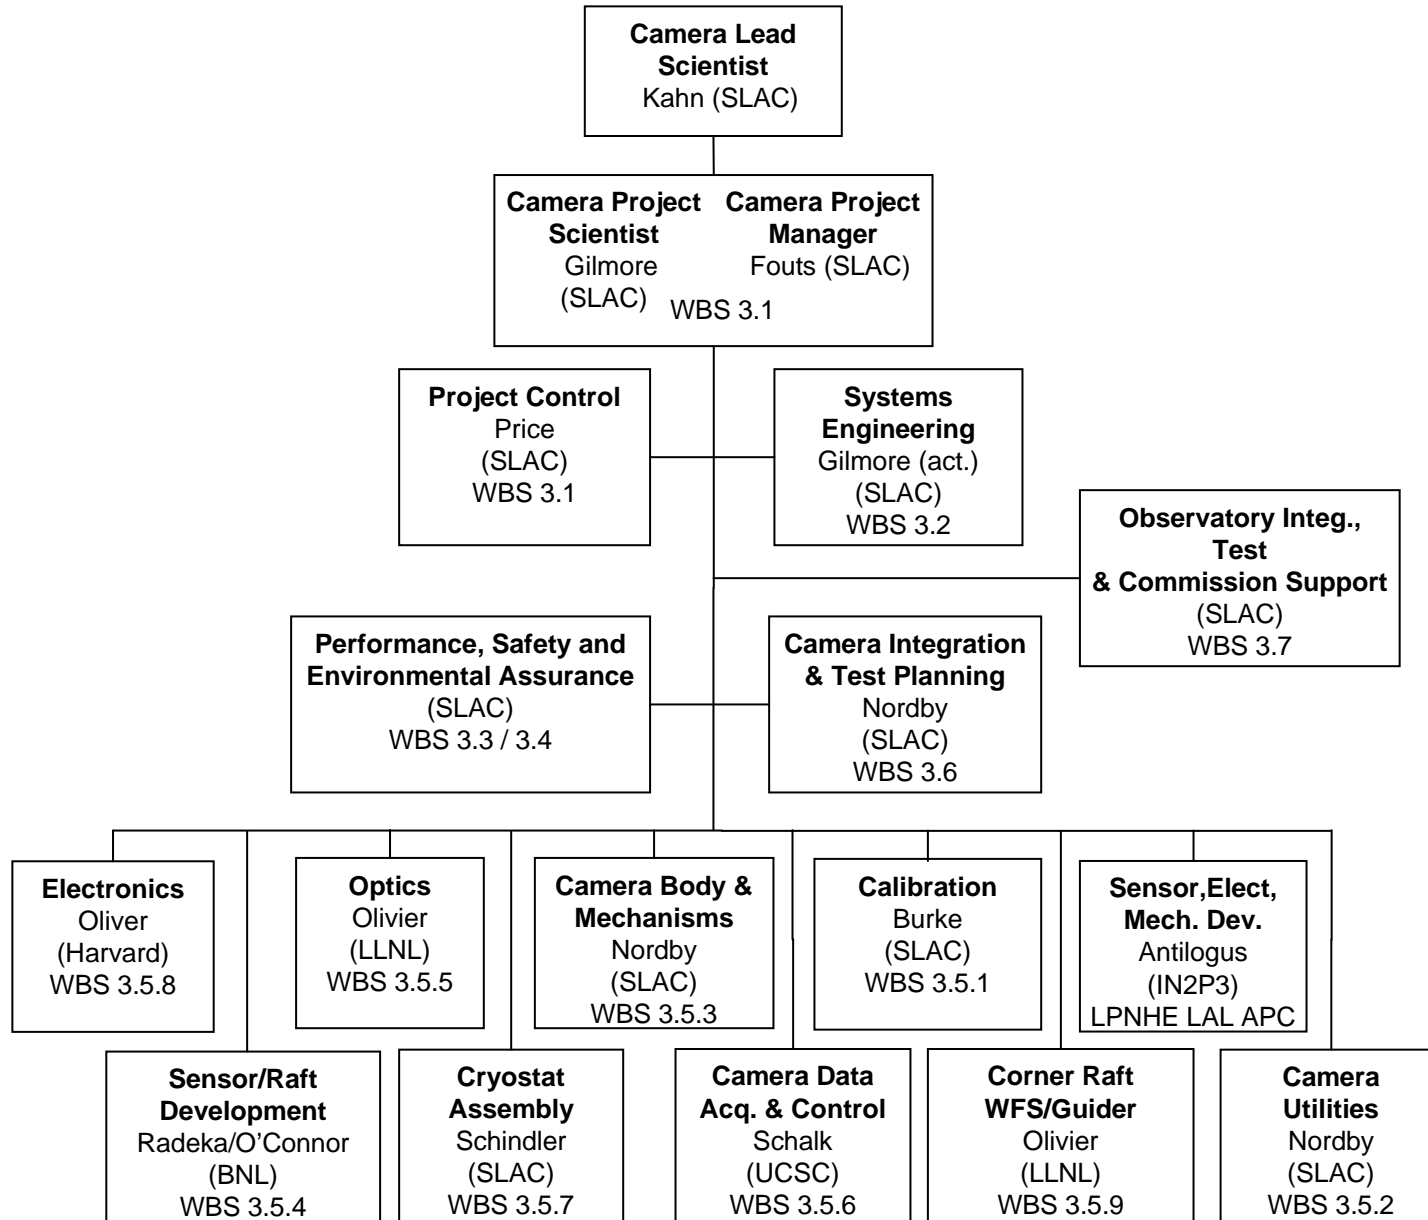 Camera Lead
Scientist
Kahn (SLAC)
Camera Project
Scientist
Gilmore
(SLAC)
Camera Project
Manager
Fouts (SLAC)
WBS 3.1
Project Control
Price
(SLAC)
WBS 3.1
Systems
Engineering
Gilmore (act.)
(SLAC)
WBS 3.2
Observatory Integ.,
Test
& Commission Support
(SLAC)
WBS 3.7
Performance, Safety and
Environmental Assurance
(SLAC)
WBS 3.3 / 3.4
Camera Integration
& Test Planning
Nordby
(SLAC)
WBS 3.6
Electronics
Oliver
(Harvard)
WBS 3.5.8
Optics
Olivier
(LLNL)
WBS 3.5.5
Camera Body &
Mechanisms
Nordby
(SLAC)
WBS 3.5.3
Calibration
Burke
(SLAC)
WBS 3.5.1
Sensor,Elect,
Mech. Dev.
Antilogus
(IN2P3)
LPNHE LAL APC
Sensor/Raft
Development
Radeka/O’Connor
(BNL)
WBS 3.5.4
Cryostat
Assembly
Schindler
(SLAC)
WBS 3.5.7
Camera Data
Acq. & Control
Schalk
(UCSC)
WBS 3.5.6
Corner Raft
WFS/Guider
Olivier
(LLNL)
WBS 3.5.9
Camera
Utilities
Nordby
(SLAC)
WBS 3.5.2